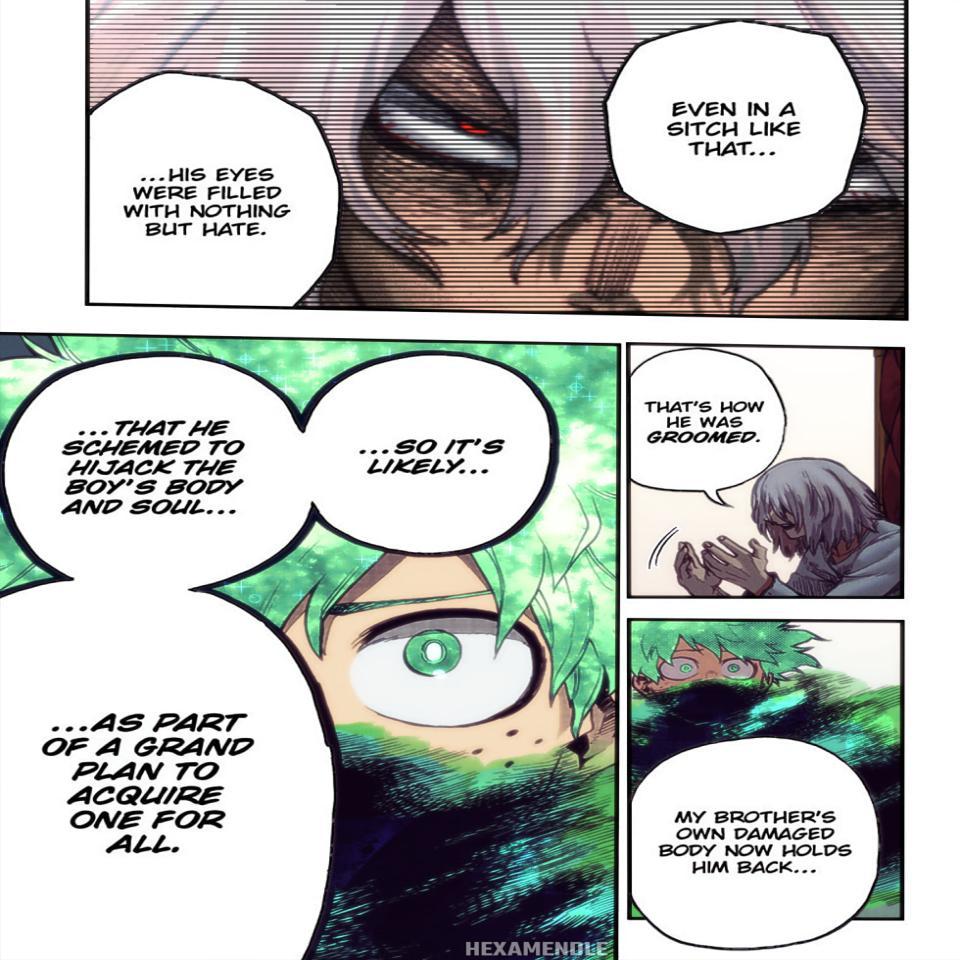 EVEN IN A
SITCH LIKE
THAT...
...HIS EYES
WERE FILLED
WITH NOTHING
BUT HATE.
THAT'S HOW
HE WAS
GROOMED.
MY BROTHER'S
OWN DAMAGED
BODY NOW HOLDS
HIM BACK...
...SO IT'S
LIKELY...
...THAT HE
SCHEMED TO
HIJACK THE
BOY'S BODY
AND SOUL...
...AS PART
OF A GRAND
PLAN TO
ACQUIRE
ONE FOR
ALL.
HEXAMENDLE